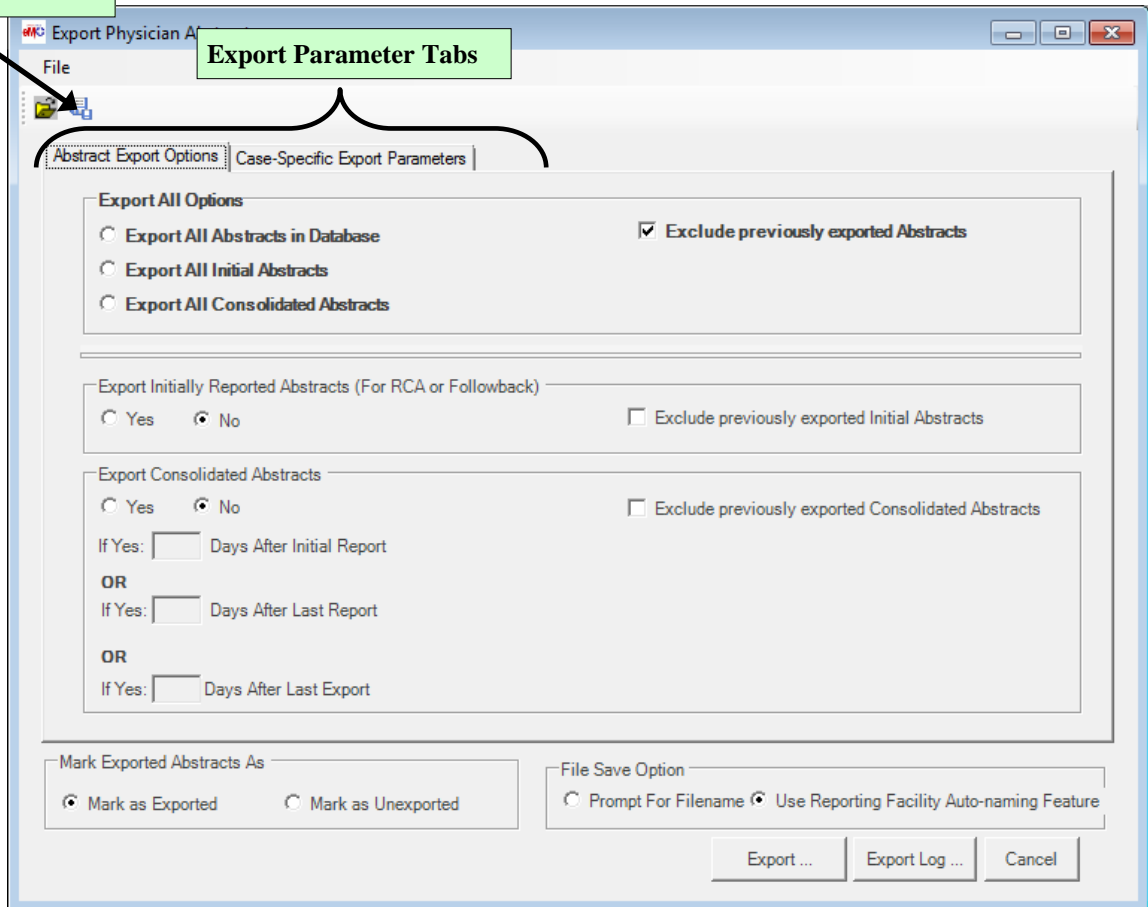 eMC Export Physician A
Export Parameter Tabs
File
Abstract Export Options Case-Specific Export Parameters
Export All Options
Export All Abstracts in Database Exclude previously exported Abstracts
Export All Initial Abstracts
Export All Consolidated Abstracts
Export Initially Reported Abstracts (For RCA or Followback)
Yes No Exclude previously exported Initial Abstracts
Export Consolidated Abstracts
Yes No Exclude previously exported Consolidated Abstracts
If Yes: Days After Initial Report
OR
If Yes: Days After Last Report
OR
If Yes: Days After Last Export
Mark Exported Abstracts As File Save Option
Mark as Exported Mark as Unexported Prompt For Filename Use Reporting Facility Auto-naming Feature
Export ... Export Log ... Cancel